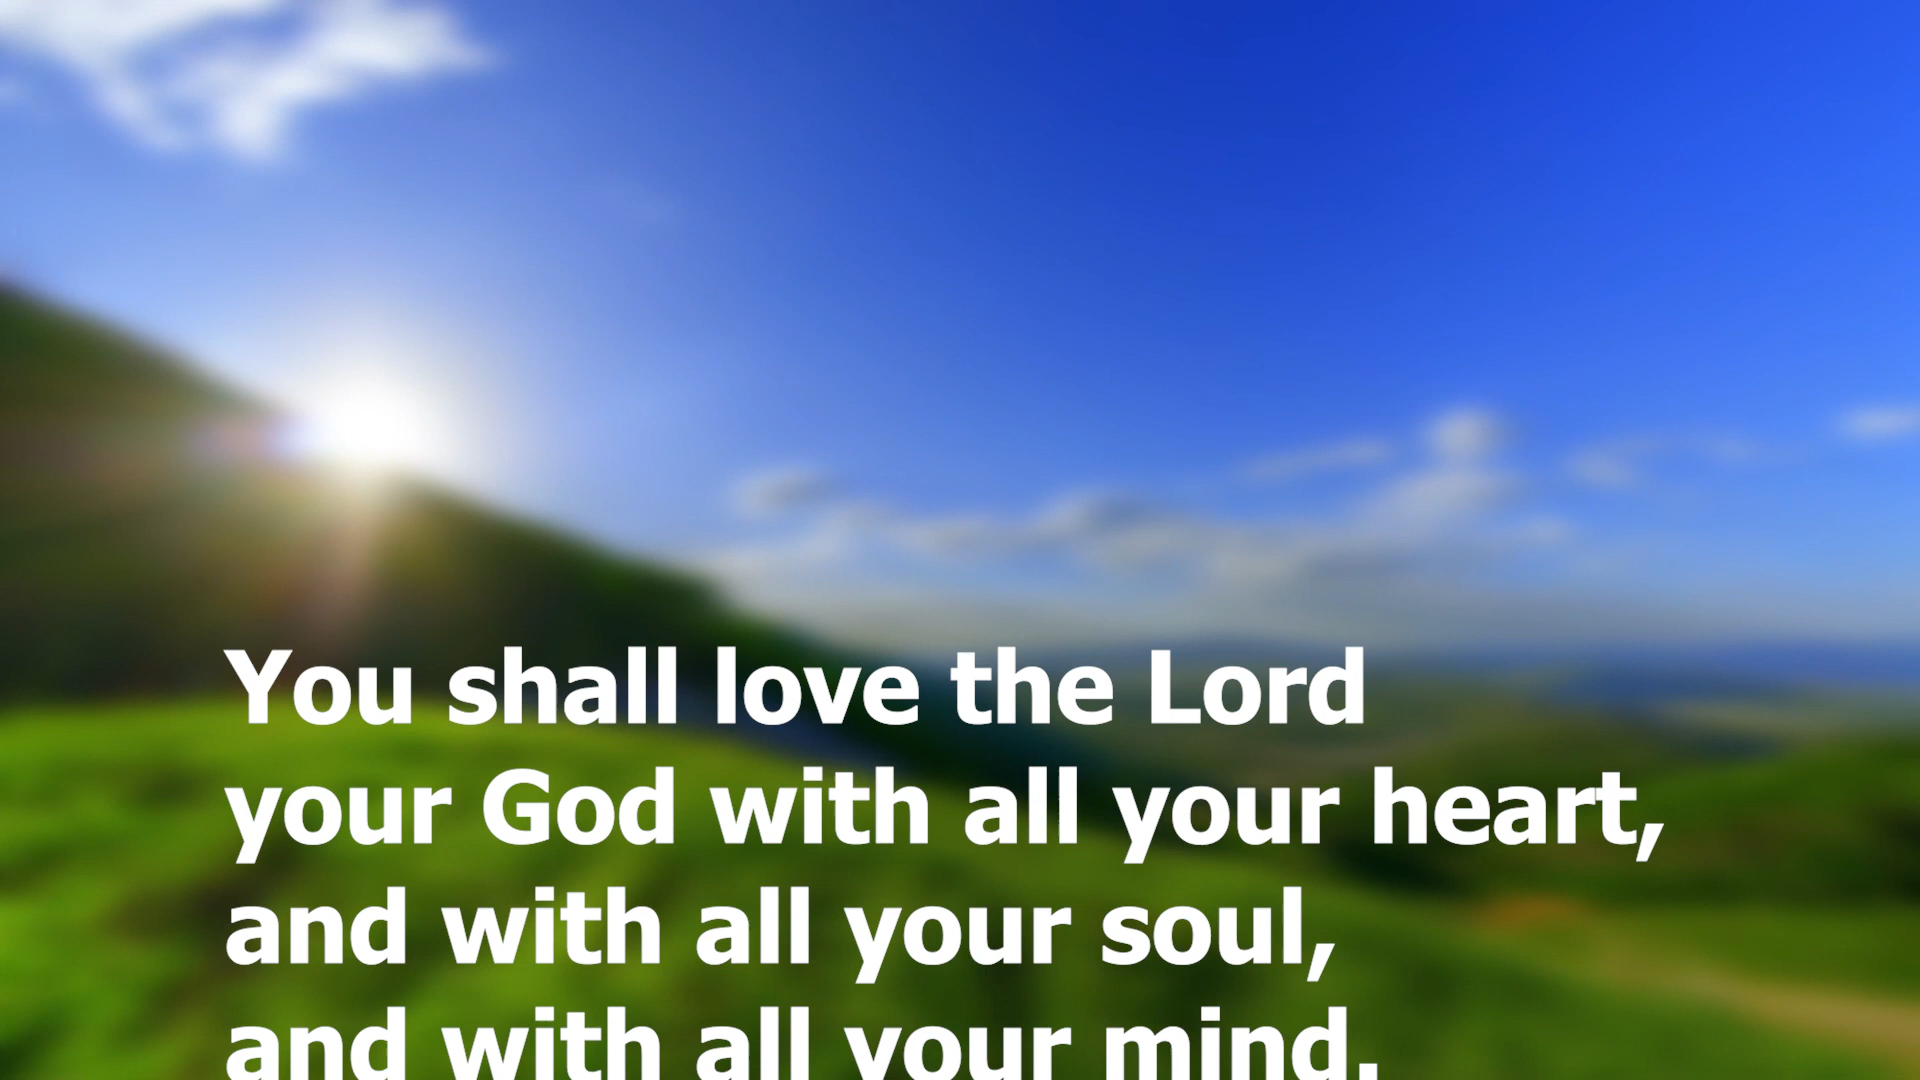 You shall love the Lord
your God with all your heart,
and with all your soul,
and with all your mind.